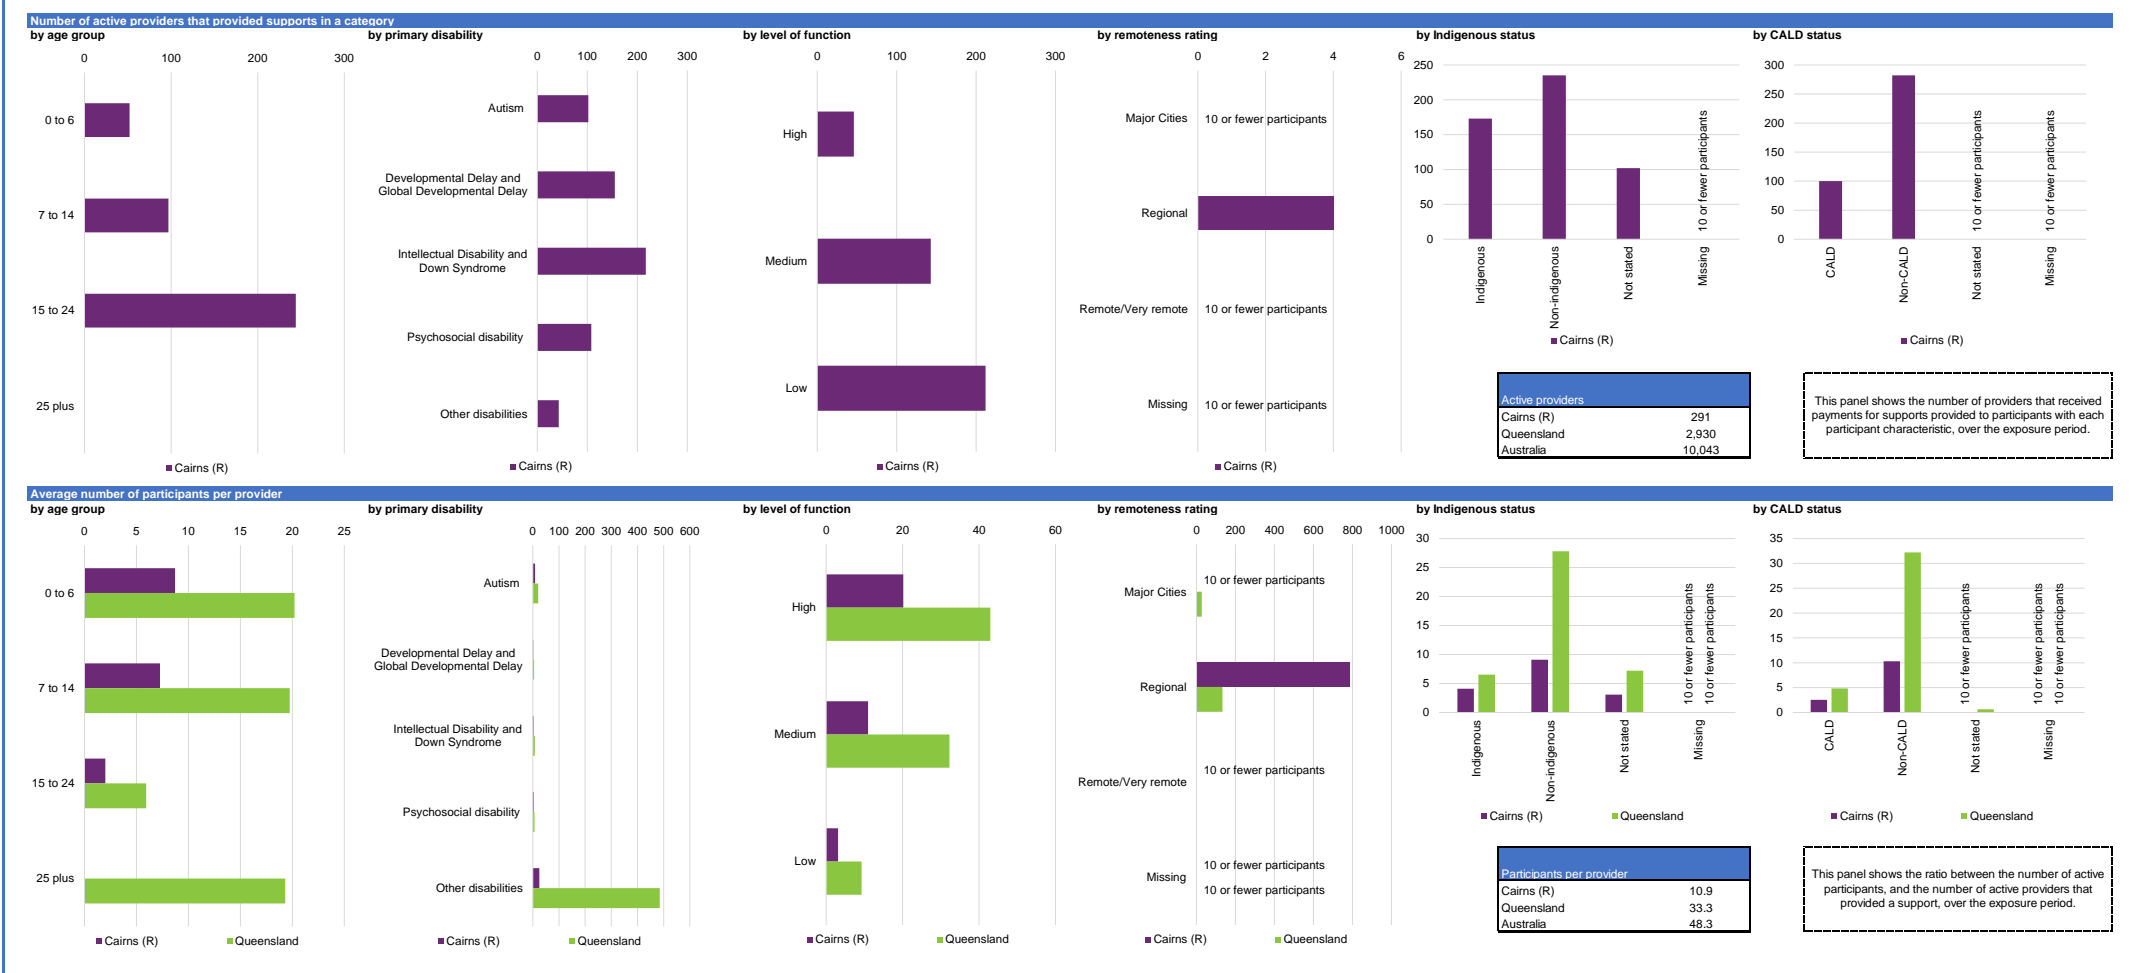 Number of active providers that provided supports in a category
by age group
0 100 200 300
0 to 6
7 to 14
15 to 24
25 plus
Cairns (R)
by primary disability
0 100 200 300
Autism
Developmental Delay and
Global Developmental Delay
Intellectual Disability and
Down Syndrome
Psychosocial disability
Other disabilities
Cairns (R)
by level of function
0 100 200 300
High
Medium
Low
Cairns (R)
by remoteness rating
0 2 4 6
Major Cities 10 or fewer participants
Regional
Remote/Very remote 10 or fewer participants
Missing 10 or fewer participants
Cairns (R)
by Indigenous status
250
200
150
100
50
0
10 or fewer participants
Indigenous
Non-indigenous
Not stated
Missing
Cairns (R)
by CALD status
300
250
200
150
100
50
0
10 or fewer participants
10 or fewer participants
CALD
Non-CALD
Not stated
Missing
Cairns (R)
Active providers
Cairns (R) 291
Queensland 2,930
Australia 10,043
This panel shows the number of providers that received
payments for supports provided to participants with each
participant characteristic, over the exposure period.
Average number of participants per provider
by age group
0 5 10 15 20 25
0 to 6
7 to 14
15 to 24
25 plus
Cairns (R) Queensland
by primary disability
0 100 200 300 400 500 600
Autism
Developmental Delay and
Global Developmental Delay
Intellectual Disability and
Down Syndrome
Psychosocial disability
Other disabilities
Cairns (R) Queensland
by level of function
0 20 40 60
High
Medium
Low
Cairns (R) Queensland
by remoteness rating
0 200 400 600 800 1000
10 or fewer participants
Major Cities
Regional
10 or fewer participants
Remote/Very remote
10 or fewer participants
Missing
10 or fewer participants
Cairns (R) Queensland
by Indigenous status
30
25
20
15
10
5
0
10 or fewer participants
10 or fewer participants
Indigenous
Non-indigenous
Not stated
Missing
Cairns (R) Queensland
by CALD status
35
30
25
20
15
10
5
0
10 or fewer participants
10 or fewer participants
10 or fewer participants
CALD
Non-CALD
Not stated
Missing
Cairns (R) Queensland
Participants per provider
Cairns (R) 10.9
Queensland 33.3
Australia 48.3
This panel shows the ratio between the number of active
participants, and the number of active providers that
provided a support, over the exposure period.